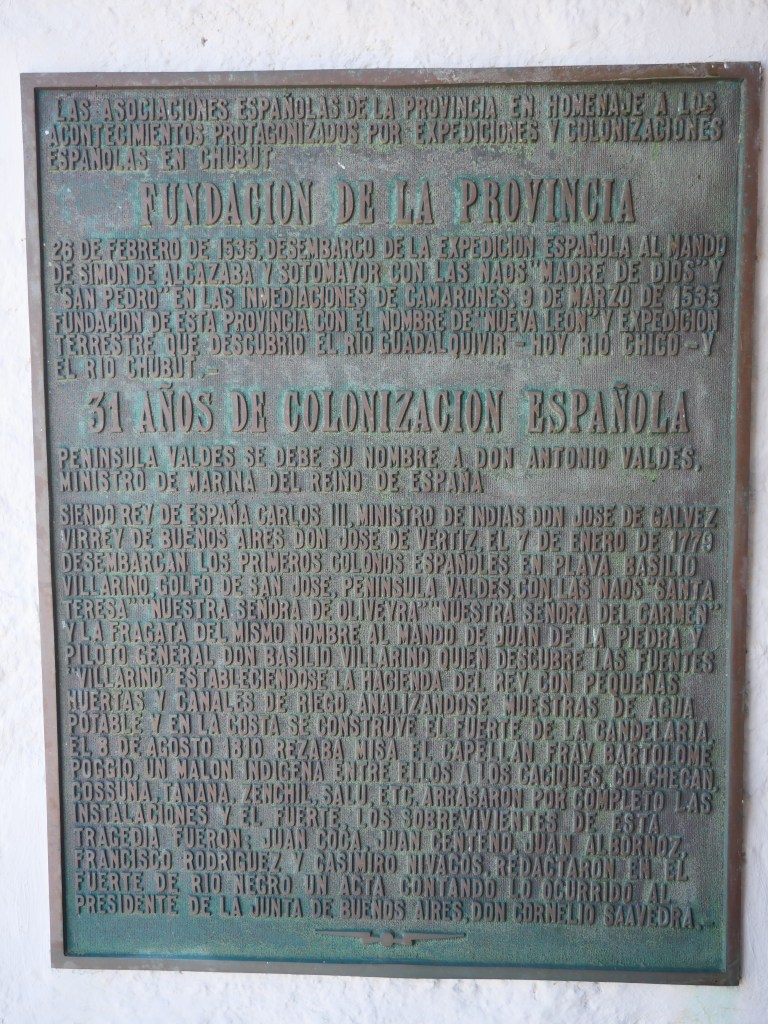 LAS ASOCIACIONES ESPAÑOLAS DE LA PROVINCIA EN HOMENAJE A LOS
ACONTECIMIENTOS PROTAGONIZADOS POR EXPEDICIONES Y COLONIZACIONES
ESPAÑOLAS EN CHUBUT
FUNDACION DE LA PROVINCIA
26 DE FEBRERO DE 1535, DESEMBARCO DE LA EXPEDICION ESPAÑOLA AL MANDO
DE SIMON DE ALCAZABA Y SOTOMAYOR CON LAS NAOS "MADRE DE DIOS" Y
"SAN PEDRO" EN LAS INMEDIACIONES DE CAMARONES. 9 DE MARZO DE 1535
FUNDACION DE ESTA PROVINCIA CON EL NOMBRE DE "NUEVA LEON" Y EXPEDICION
TERRESTRE QUE DESCUBRIO EL RIO GUADALQUIVIR - HOY RIO CHICO - Y
EL RIO CHUBUT.-
31 AÑOS DE COLONIZACION ESPAÑOLA
PENINSULA VALDES SE DEBE SU NOMBRE A DON ANTONIO VALDES,
MINISTRO DE MARINA DEL REINO DE ESPAÑA
SIENDO REY DE ESPAÑA CARLOS III, MINISTRO DE INDIAS DON JOSE DE GALVEZ
VIRREY DE BUENOS AIRES DON JOSE DE VERTIZ, EL 7 DE ENERO DE 1779
DESEMBARCAN LOS PRIMEROS COLONOS ESPAÑOLES EN PLAYA BASILIO
VILLARINO, GOLFO DE SAN JOSE, PENINSULA VALDES, CON LAS NAOS "SANTA
TERESA" "NUESTRA SEÑORA DE OLIVEYRA" "NUESTRA SEÑORA DEL CARMEN"
Y LA FRAGATA DEL MISMO NOMBRE AL MANDO DE JUAN DE LA PIEDRA Y
PILOTO GENERAL DON BASILIO VILLARINO QUIEN DESCUBRE LAS FUENTES
"VILLARINO" ESTABLECIENDOSE LA HACIENDA DEL REY, CON PEQUEÑAS
HUERTAS Y CANALES DE RIEGO, ANALIZANDOSE MUESTRAS DE AGUA
POTABLE Y EN LA COSTA SE CONSTRUYE EL FUERTE DE LA CANDELARIA.
EL 8 DE AGOSTO 1810 REZABA MISA EL CAPELLAN FRAY BARTOLOME
POGGIO, UN MALON INDIGENA ENTRE ELLOS A LOS CACIQUES, COLCHECAN,
COSSUNA, TANANA, ZENCHIL, SALU, ETC. ARRASARON POR COMPLETO LAS
INSTALACIONES Y EL FUERTE. LOS SOBREVIVIENTES DE ESTA
TRAGEDIA FUERON: JUAN COCA, JUAN CENTENO, JUAN ALBORNOZ,
FRANCISCO RODRIGUEZ Y CASIMIRO NIVAGOS, REDACTARON EN EL
FUERTE DE RIO NEGRO UN ACTA CONTANDO LO OCURRIDO AL
PRESIDENTE DE LA JUNTA DE BUENOS AIRES, DON CORNELIO SAAVEDRA.-